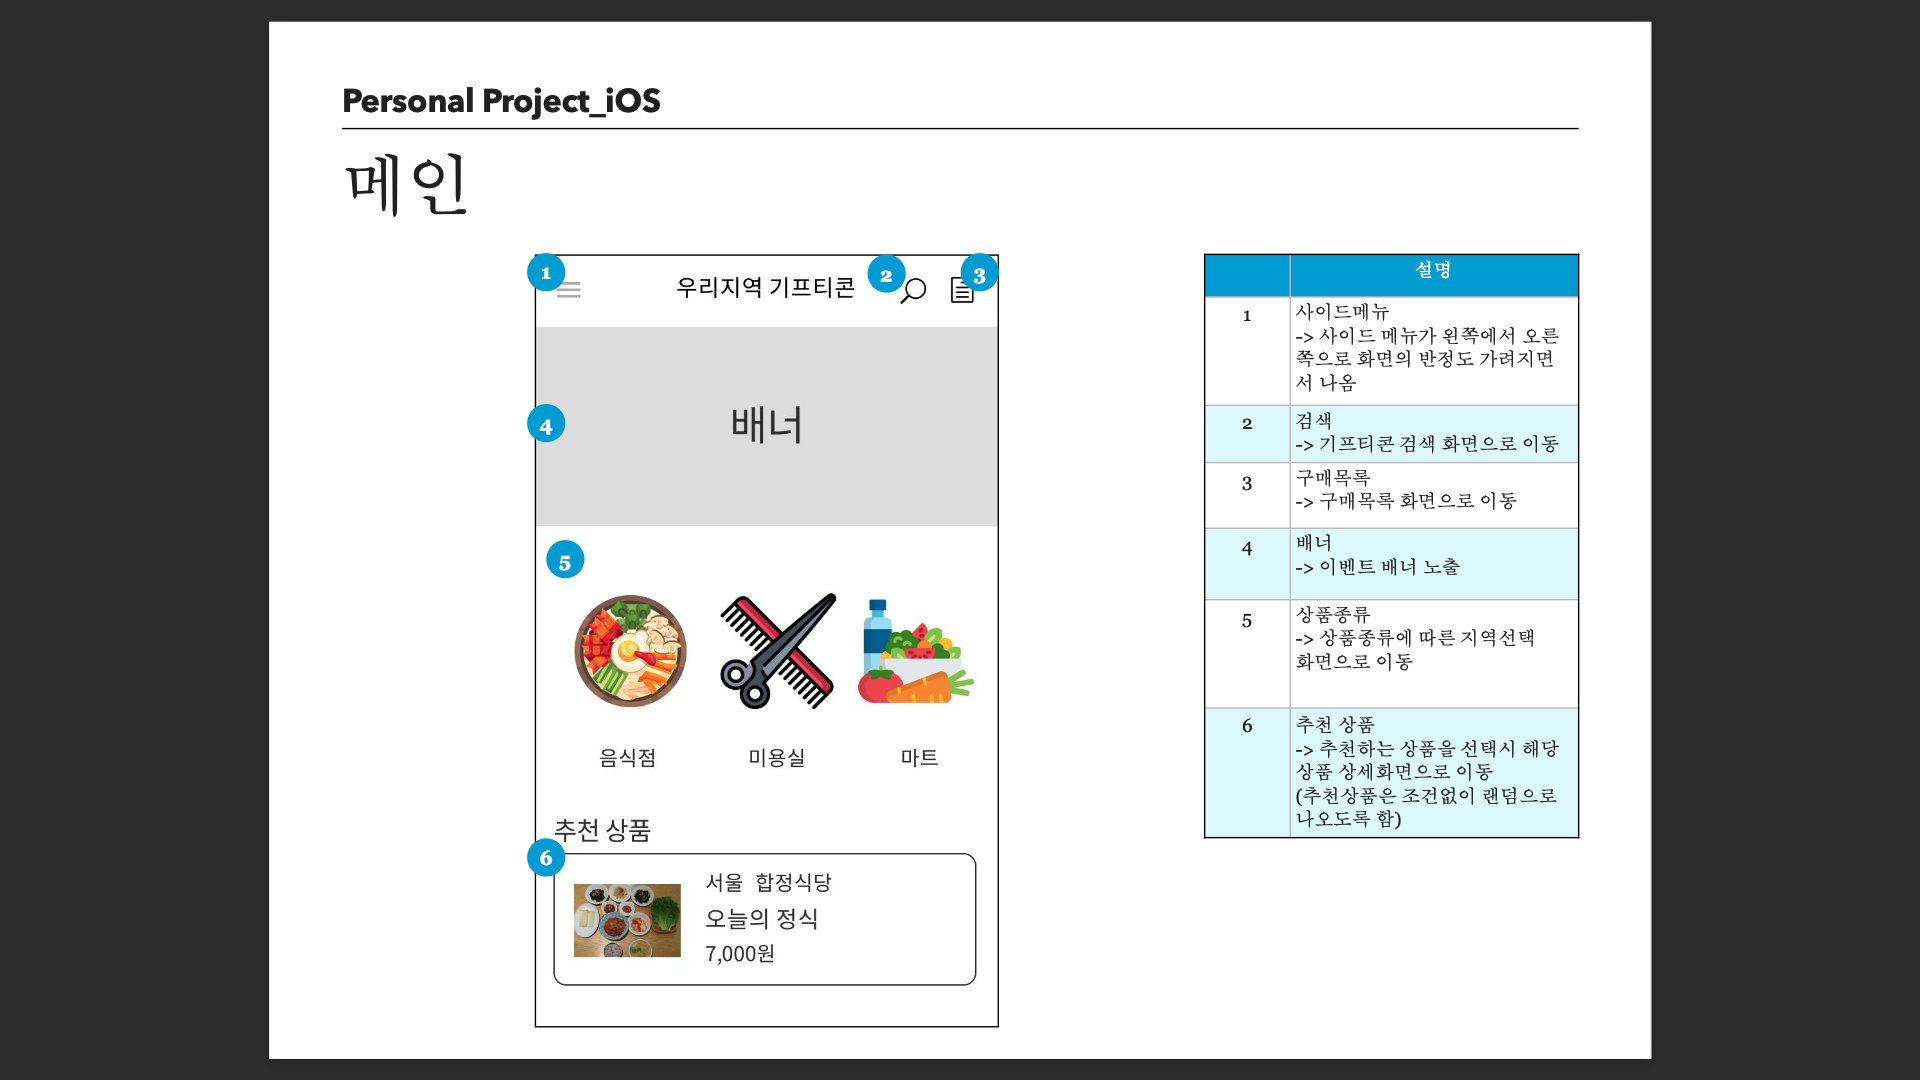 Personal Project_iOS
메인
1
우리지역 기프티콘
2
3
4
배너
5
음식점
미용실
마트
추천 상품
6
서울 합정식당
오늘의 정식
7,000원
설명
1
사이드메뉴
-> 사이드 메뉴가 왼쪽에서 오른
쪽으로 화면의 반정도 가려지면
서 나옴
2
검색
-> 기프티콘 검색 화면으로 이동
3
구매목록
-> 구매목록 화면으로 이동
4
배너
-> 이벤트 배너 노출
5
상품종류
-> 상품종류에 따른 지역선택
화면으로 이동
6
추천 상품
-> 추천하는 상품을 선택시 해당
상품 상세화면으로 이동
(추천상품은 조건없이 랜덤으로
나오도록 함)